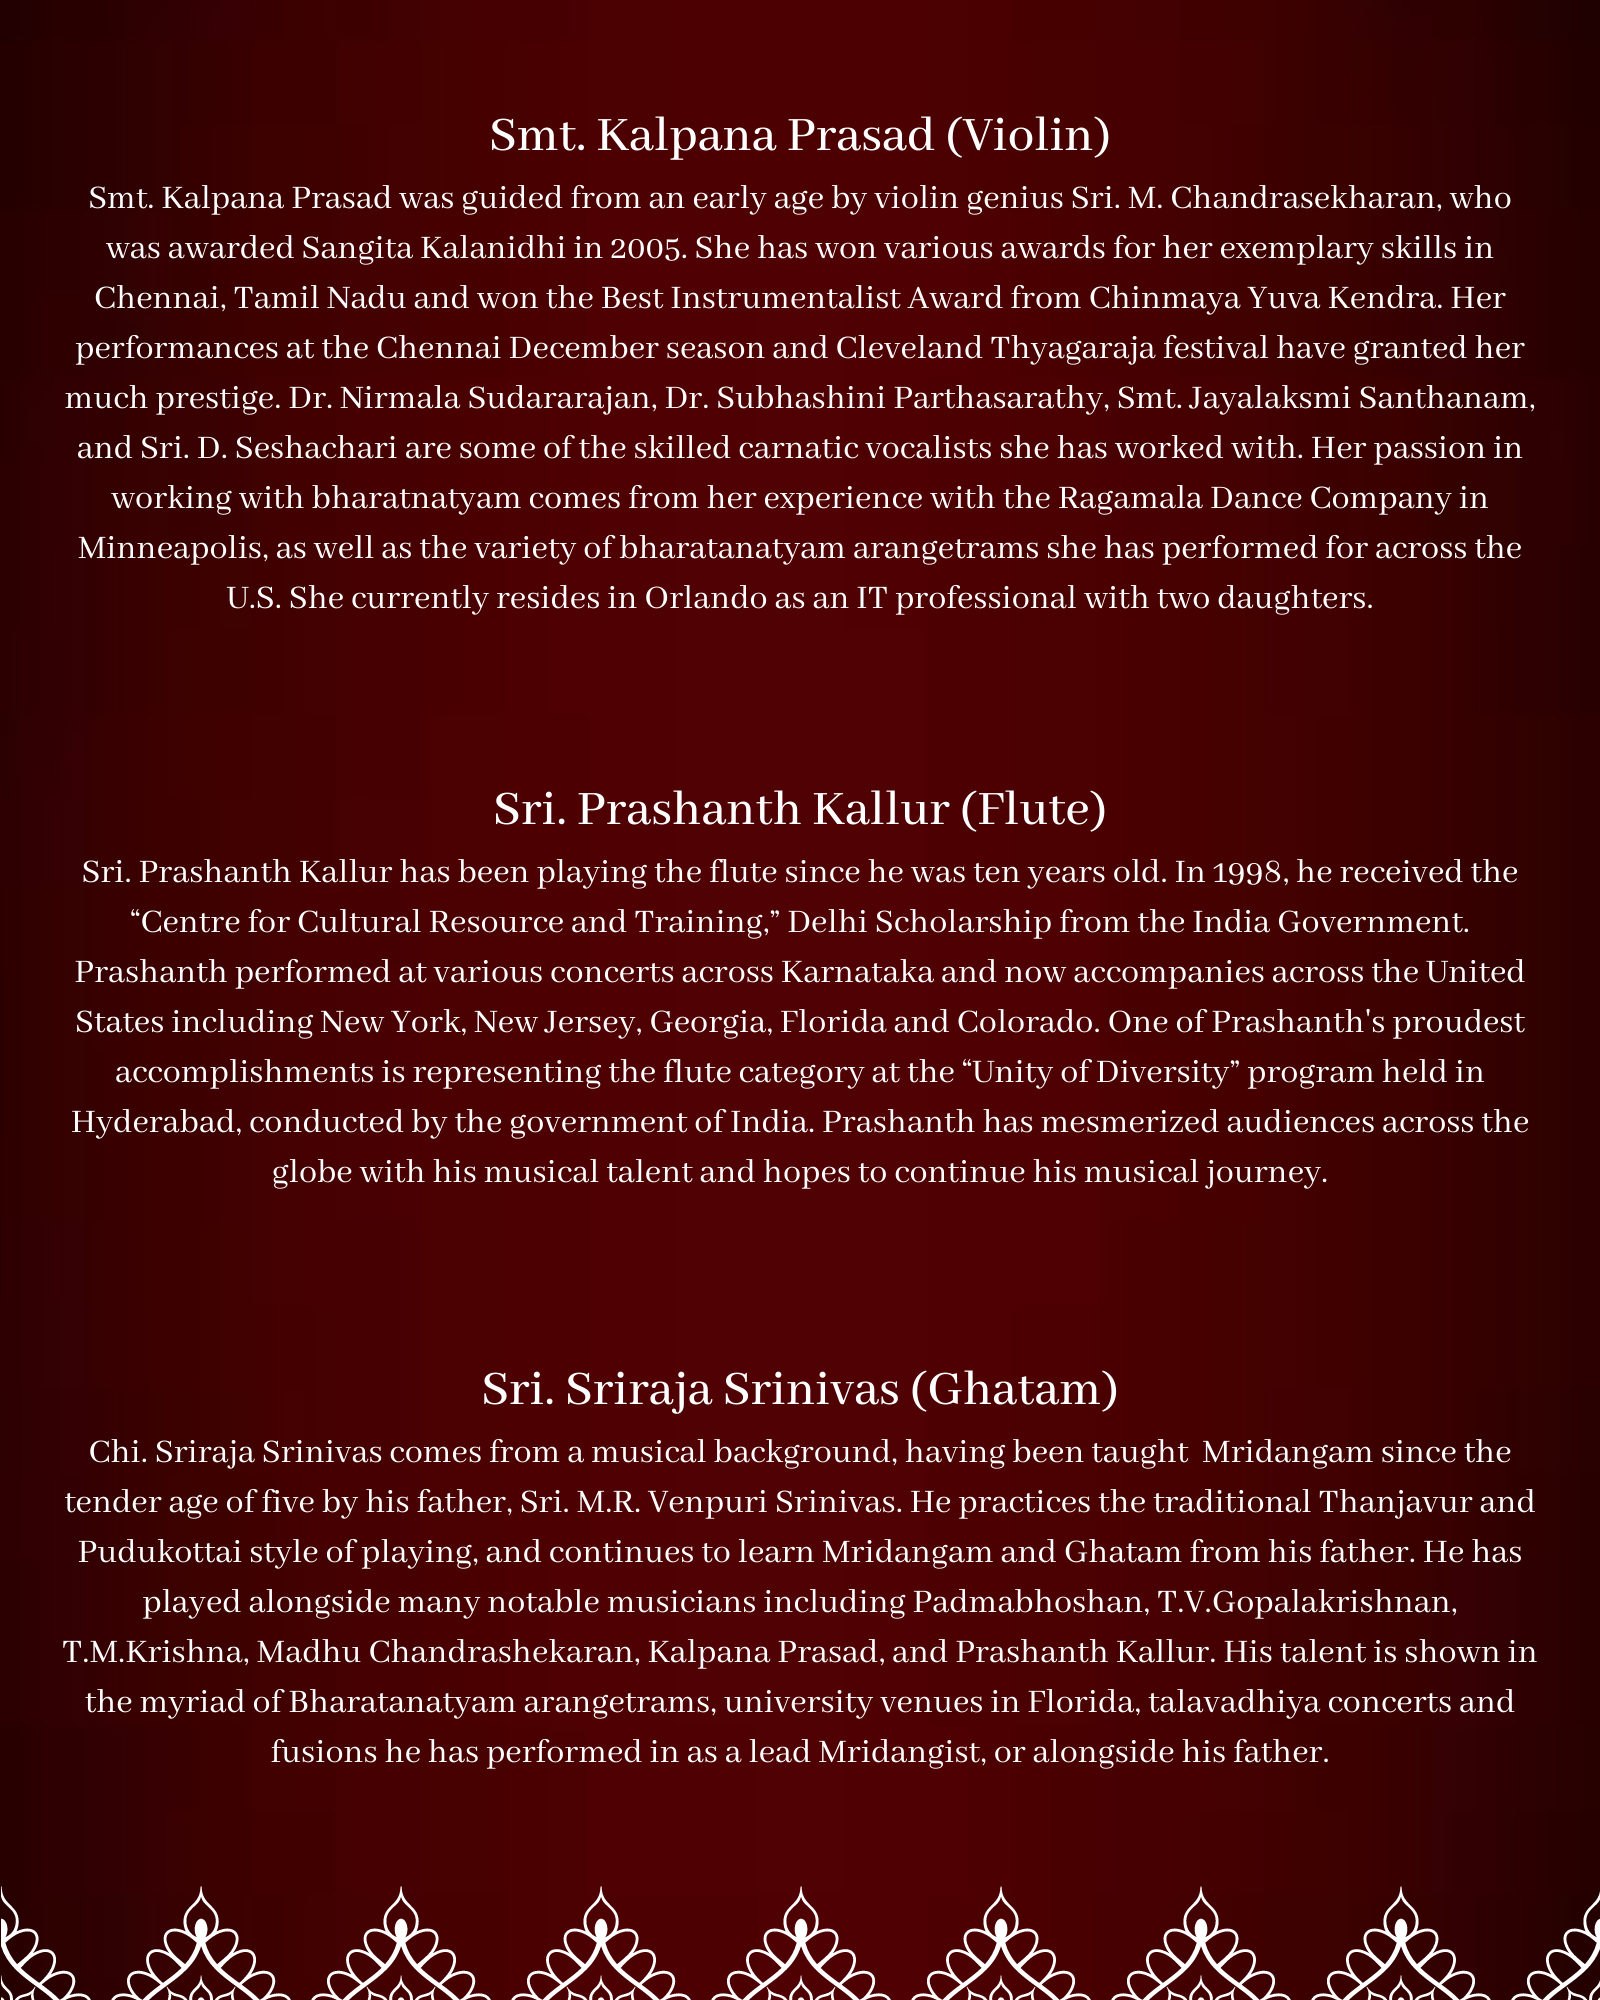 Smt. Kalpana Prasad (Violin)
Smt. Kalpana Prasad was guided from an early age by violin genius Sri. M. Chandrasekharan, who
was awarded Sangita Kalanidhi in 2005. She has won various awards for her exemplary skills in
Chennai, Tamil Nadu and won the Best Instrumentalist Award from Chinmaya Yuva Kendra. Her
performances at the Chennai December season and Cleveland Thyagaraja festival have granted her
much prestige. Dr. Nirmala Sudararajan, Dr. Subhashini Parthasarathy, Smt. Jayalaksmi Santhanam,
and Sri. D. Seshachari are some of the skilled carnatic vocalists she has worked with. Her passion in
working with bharatnatyam comes from her experience with the Ragamala Dance Company in
Minneapolis, as well as the variety of bharatanatyam arangetrams she has performed for across the
U.S. She currently resides in Orlando as an IT professional with two daughters.
Sri. Prashanth Kallur (Flute)
Sri. Prashanth Kallur has been playing the flute since he was ten years old. In 1998, he received the
“Centre for Cultural Resource and Training,” Delhi Scholarship from the India Government.
Prashanth performed at various concerts across Karnataka and now accompanies across the United
States including New York, New Jersey, Georgia, Florida and Colorado. One of Prashanth's proudest
accomplishments is representing the flute category at the “Unity of Diversity” program held in
Hyderabad, conducted by the government of India. Prashanth has mesmerized audiences across the
globe with his musical talent and hopes to continue his musical journey.
Sri. Sriraja Srinivas (Ghatam)
Chi. Sriraja Srinivas comes from a musical background, having been taught  Mridangam since the
tender age of five by his father, Sri. M.R. Venpuri Srinivas. He practices the traditional Thanjavur and
Pudukottai style of playing, and continues to learn Mridangam and Ghatam from his father. He has
played alongside many notable musicians including Padmabhoshan, T.V.Gopalakrishnan,
T.M.Krishna, Madhu Chandrashekaran, Kalpana Prasad, and Prashanth Kallur. His talent is shown in
the myriad of Bharatanatyam arangetrams, university venues in Florida, talavadhiya concerts and
fusions he has performed in as a lead Mridangist, or alongside his father.